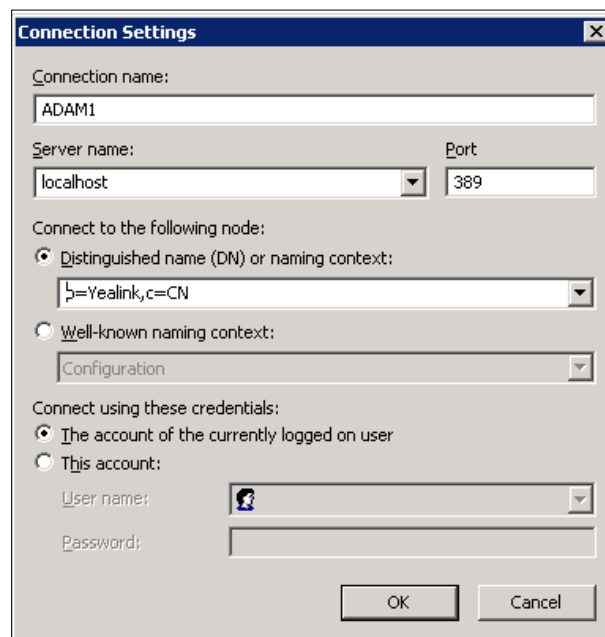 Connection Settings
Connection name:
ADAM1
Server name: Port
localhost 389
Connect to the following node:
Distinguished name (DN) or naming context:
=Yealink,c=CN
Well-known naming context:
Configuration
Connect using these credentials:
The account of the currently logged on user
This account:
User name:
Password:
OK Cancel